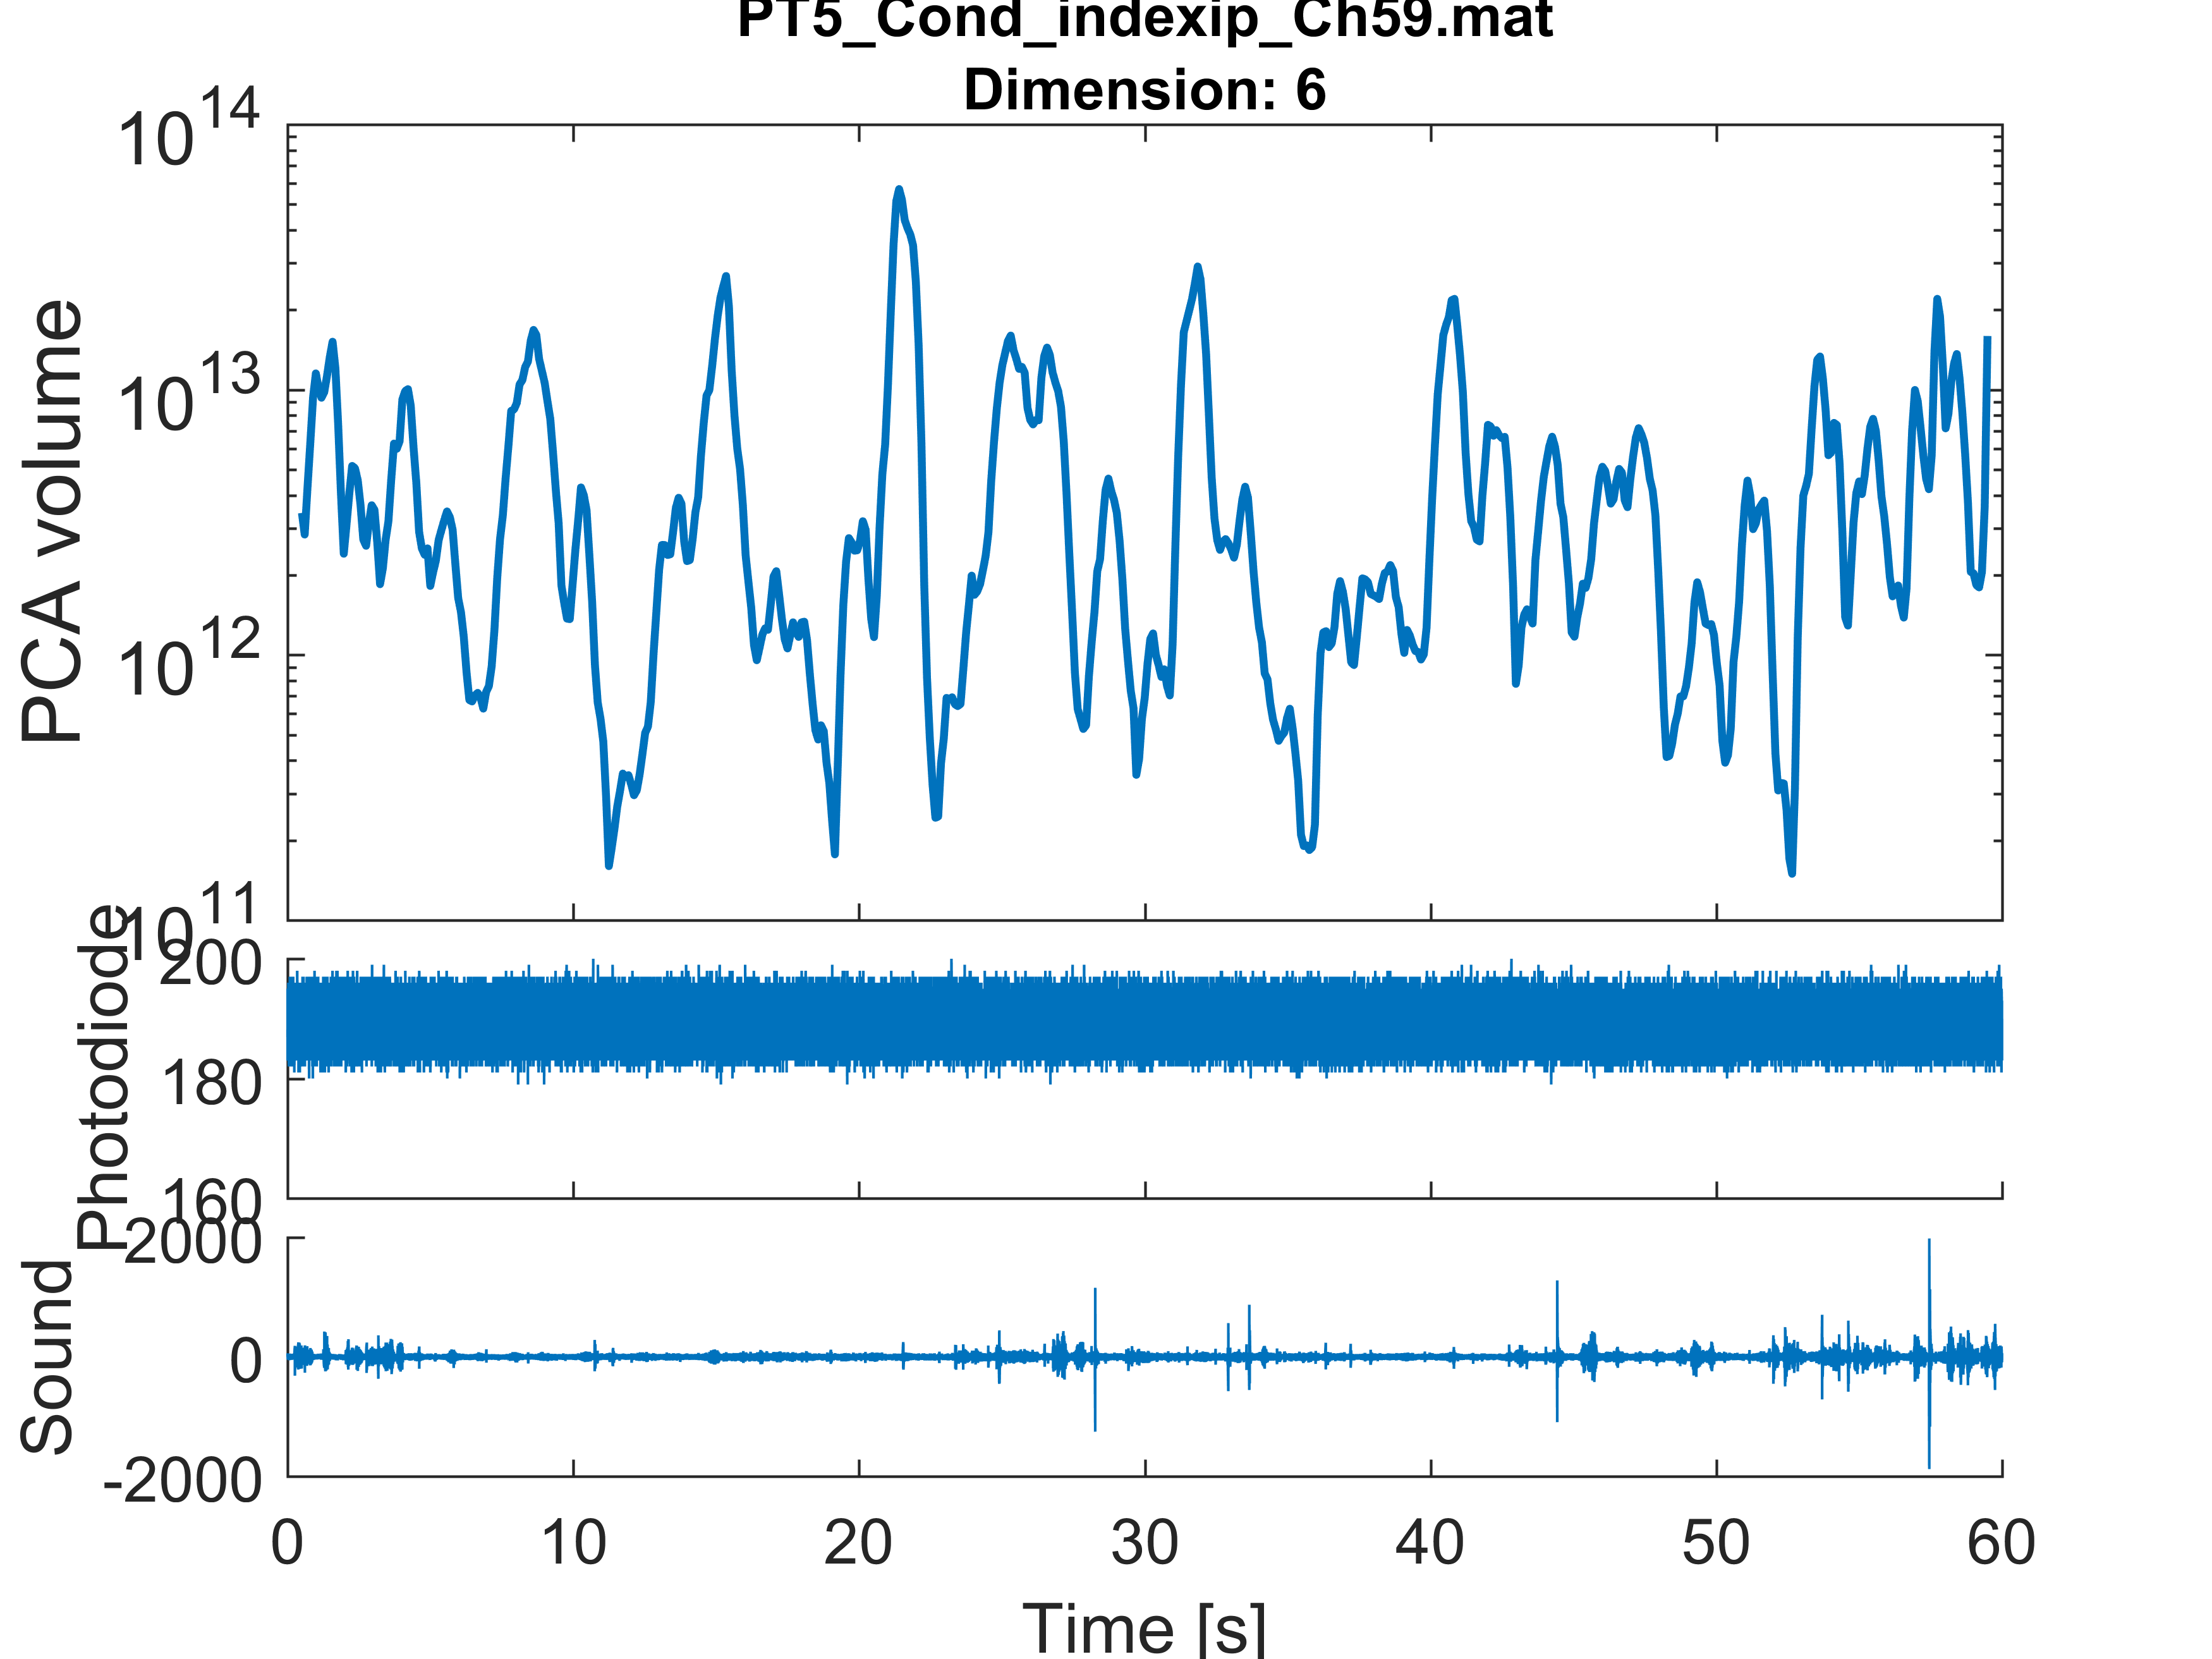 PT5_Cond_indexip_Ch59.mat
Dimension: 6
PCA volume
10^14
10^13
10^12
10^11
Photodiode
200
180
160
Sound
2000
0
-2000
0 10 20 30 40 50 60
Time [s]